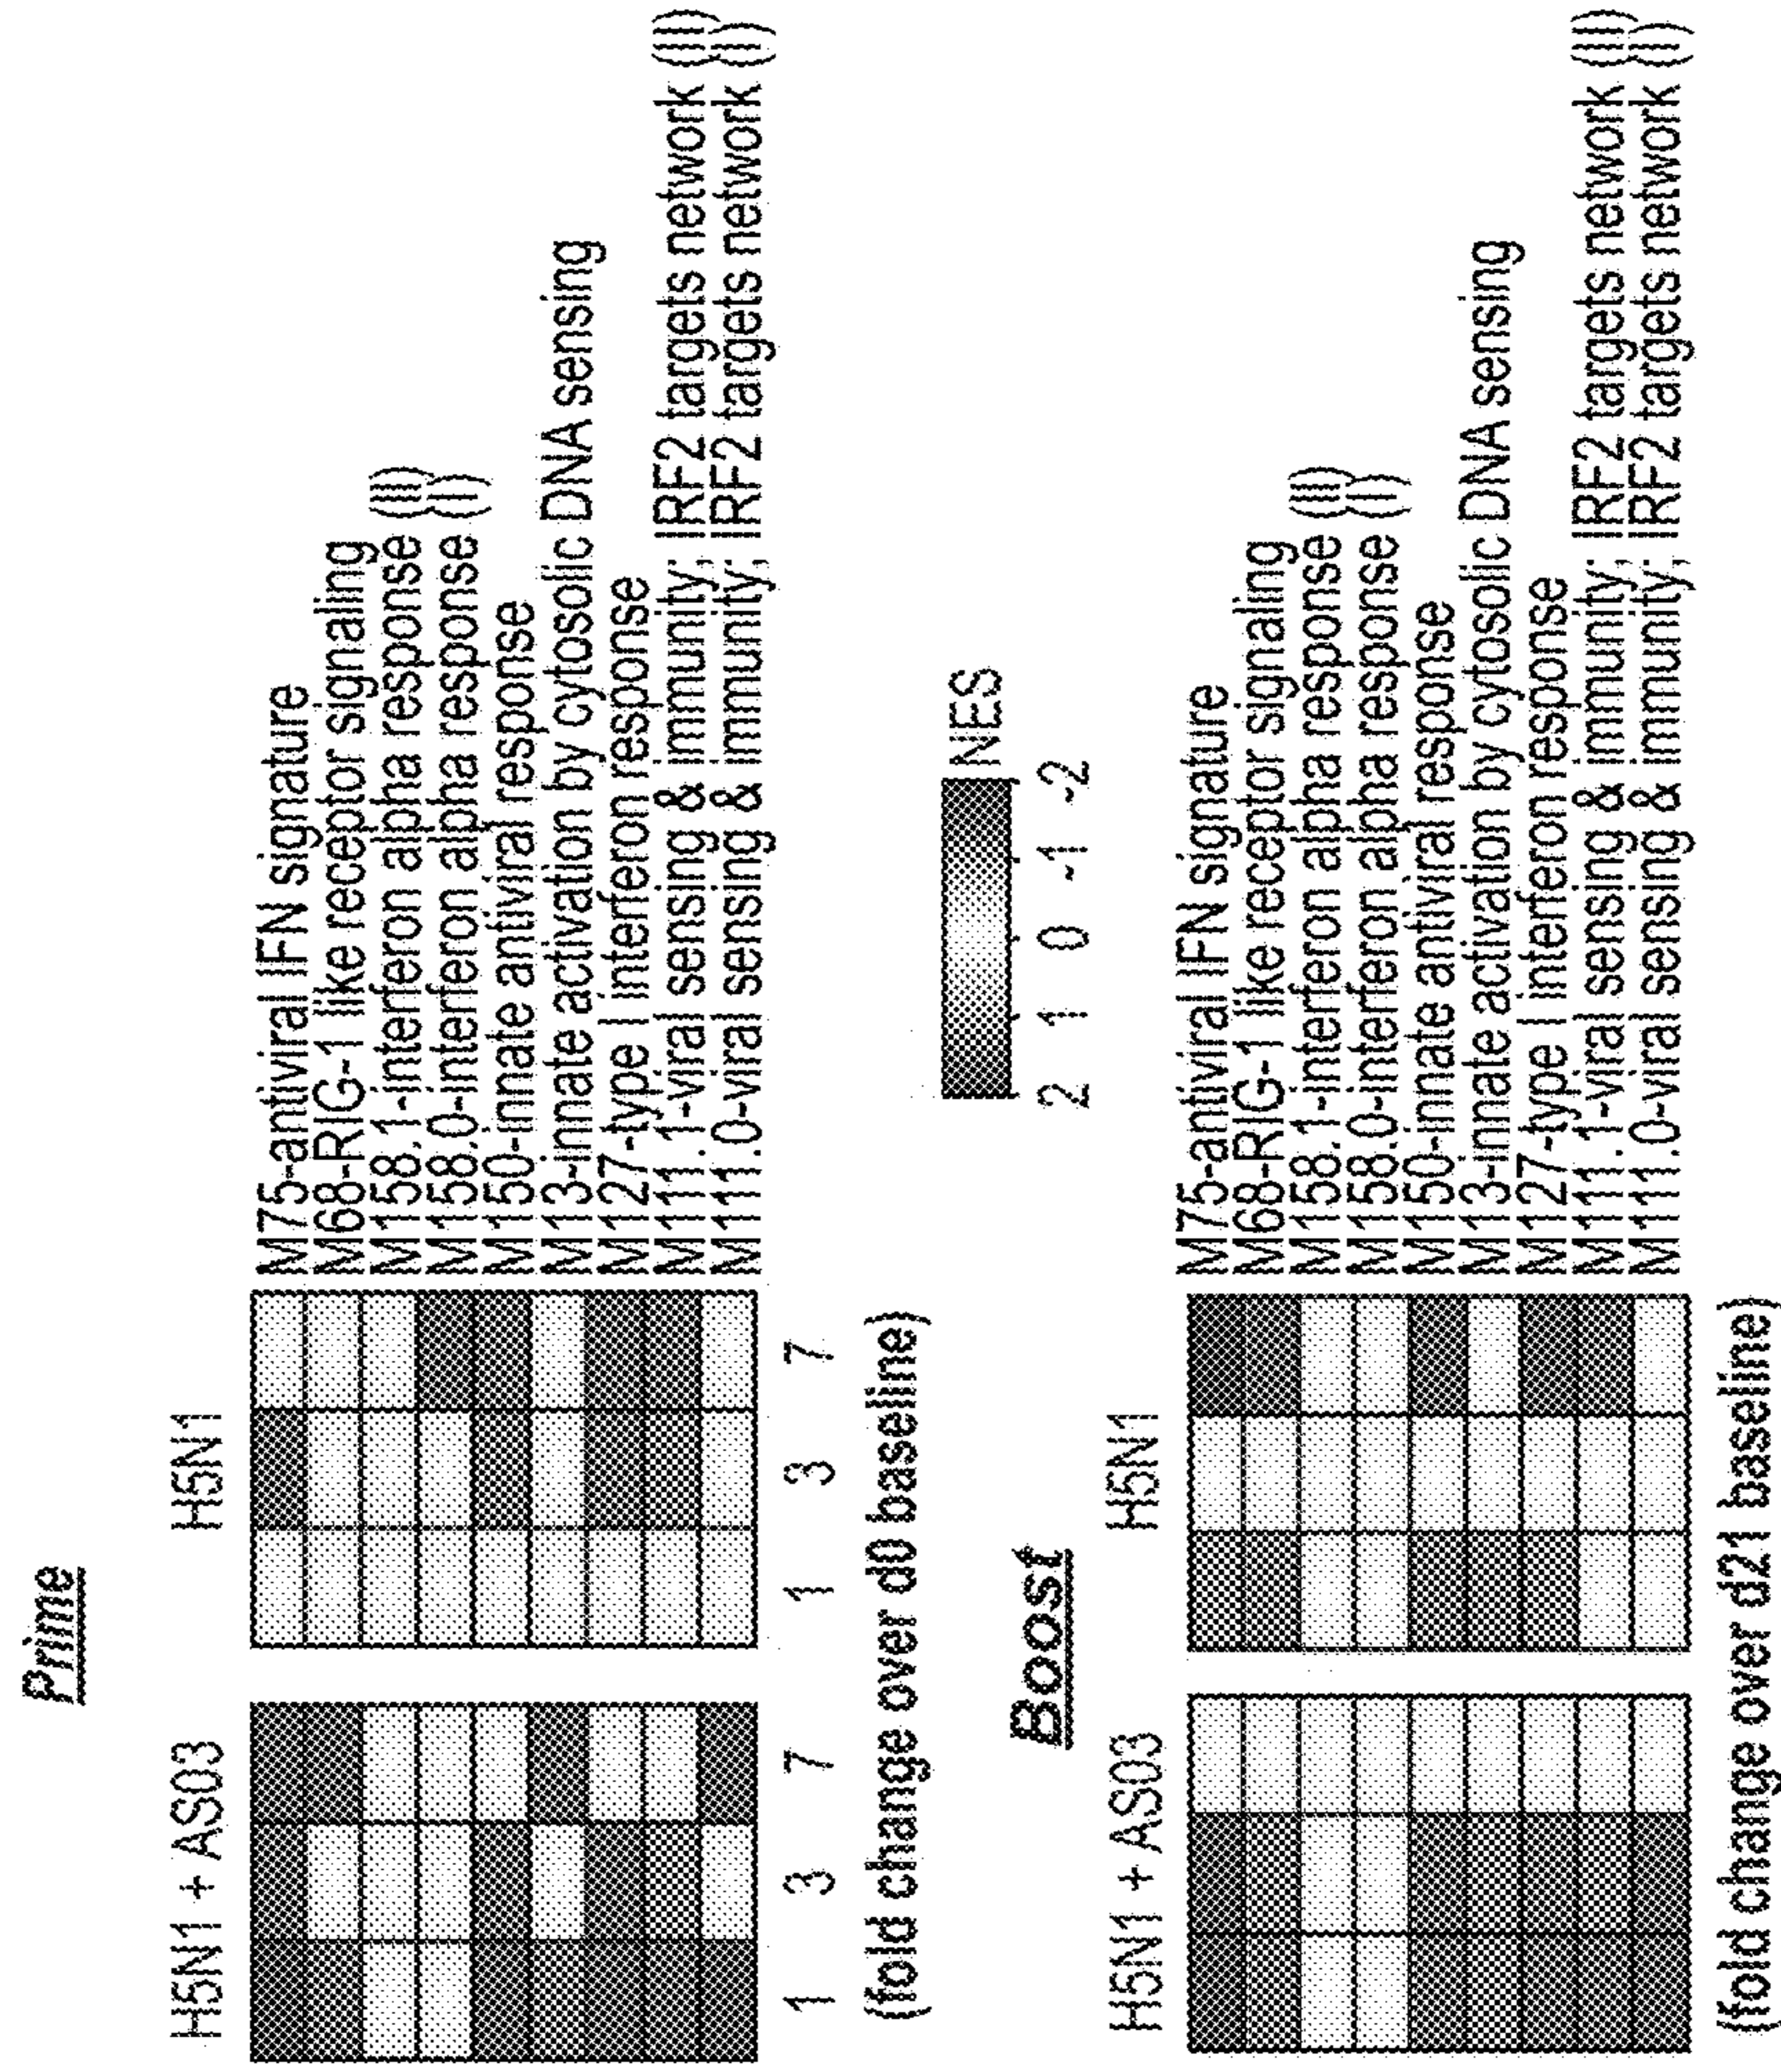 Prime
H5N1 + AS03
H5N1
M75-antiviral IFN signature
M68-RIG-1 like receptor signaling
M158.1-interferon alpha response (II)
M158.0-interferon alpha response (I)
M150-innate antiviral response
M13-innate activation by cytosolic DNA sensing
M127-type I interferon response
M111.1-viral sensing & immunity; IRF2 targets network (II)
M111.0-viral sensing & immunity; IRF2 targets network (I)
1 3 7
1 3 7
(fold change over d0 baseline)
NES
2 1 0 -1 -2
Boost
H5N1 + AS03
H5N1
M75-antiviral IFN signature
M68-RIG-1 like receptor signaling
M158.1-interferon alpha response (II)
M158.0-interferon alpha response (I)
M150-innate antiviral response
M13-innate activation by cytosolic DNA sensing
M127-type I interferon response
M111.1-viral sensing & immunity; IRF2 targets network (II)
M111.0-viral sensing & immunity; IRF2 targets network (I)
(fold change over d21 baseline)